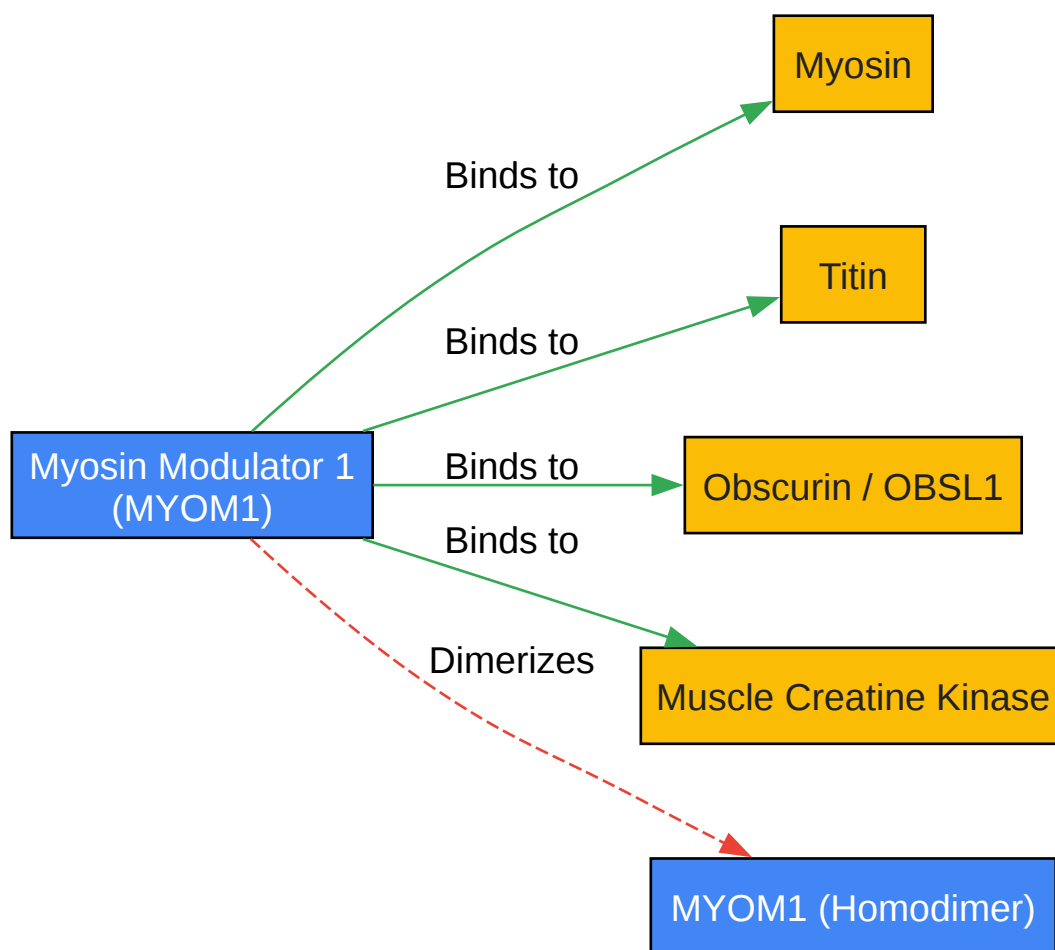 Myosin
Binds to
Titin
Binds to
Myosin Modulator 1
(MYOM1)
Binds to
Obscurin / OBSL1
Binds to
Dimerizes
Muscle Creatine Kinase
MYOM1 (Homodimer)